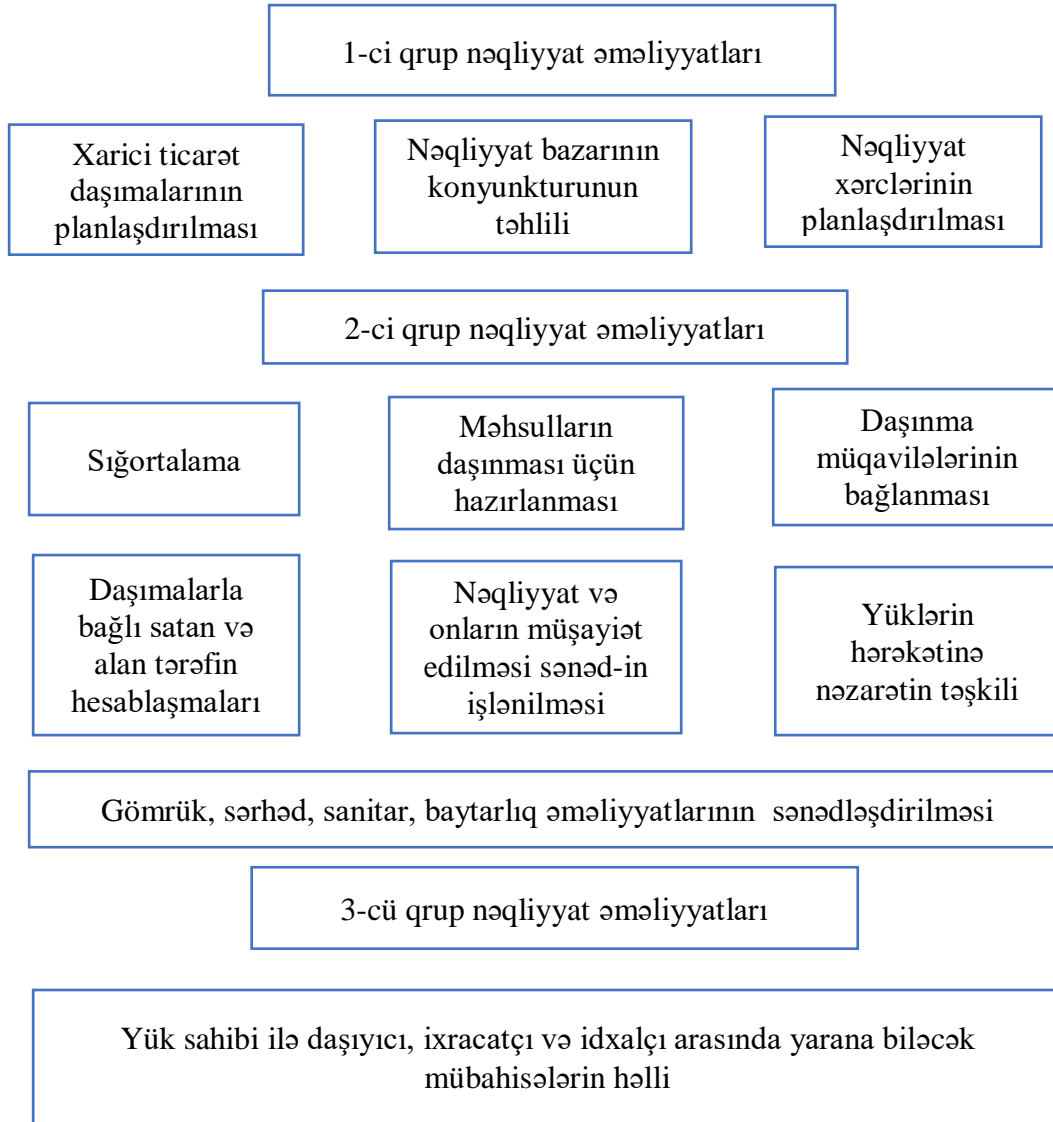 1-ci qrup nəqliyyat əməliyyatları
Xarici ticarət
daşımalarının
planlaşdırılması
Nəqliyyat bazarının
konyunkturunun
təhlili
Nəqliyyat
xərclərinin
planlaşdırılması
2-ci qrup nəqliyyat əməliyyatları
Sığortalama
Məhsulların
daşınması üçün
hazırlanması
Daşınma
müqavilələrinin
bağlanması
Daşımalarla
bağlı satan və
alan tərəfin
hesablaşmaları
Nəqliyyat və
onların müşayiət
edilməsi sənəd-in
işlənilməsi
Yüklərin
hərəkətinə
nəzarətin təşkili
Gömrük, sərhəd, sanitar, baytarlıq əməliyyatlarının sənədləşdirilməsi
3-cü qrup nəqliyyat əməliyyatları
Yük sahibi ilə daşıyıcı, ixracatçı və idxalçı arasında yarana biləcək
mübahisələrin həlli